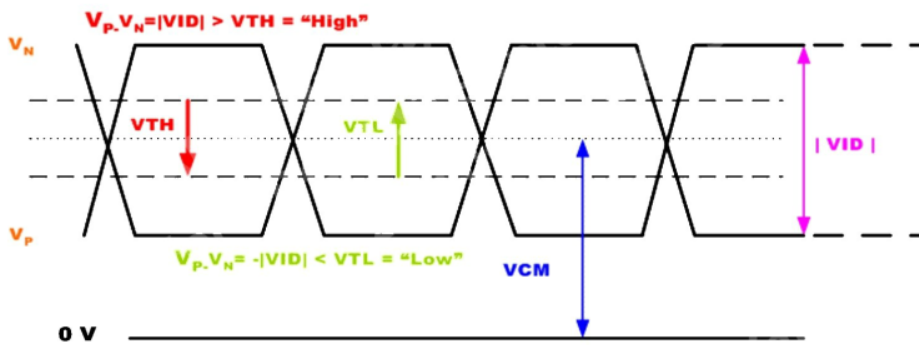 VP-VN=|VID| > VTH = “High”
VN
VTH
VTL
| VID |
VP
VP-VN= -|VID| < VTL = “Low”
VCM
0 V